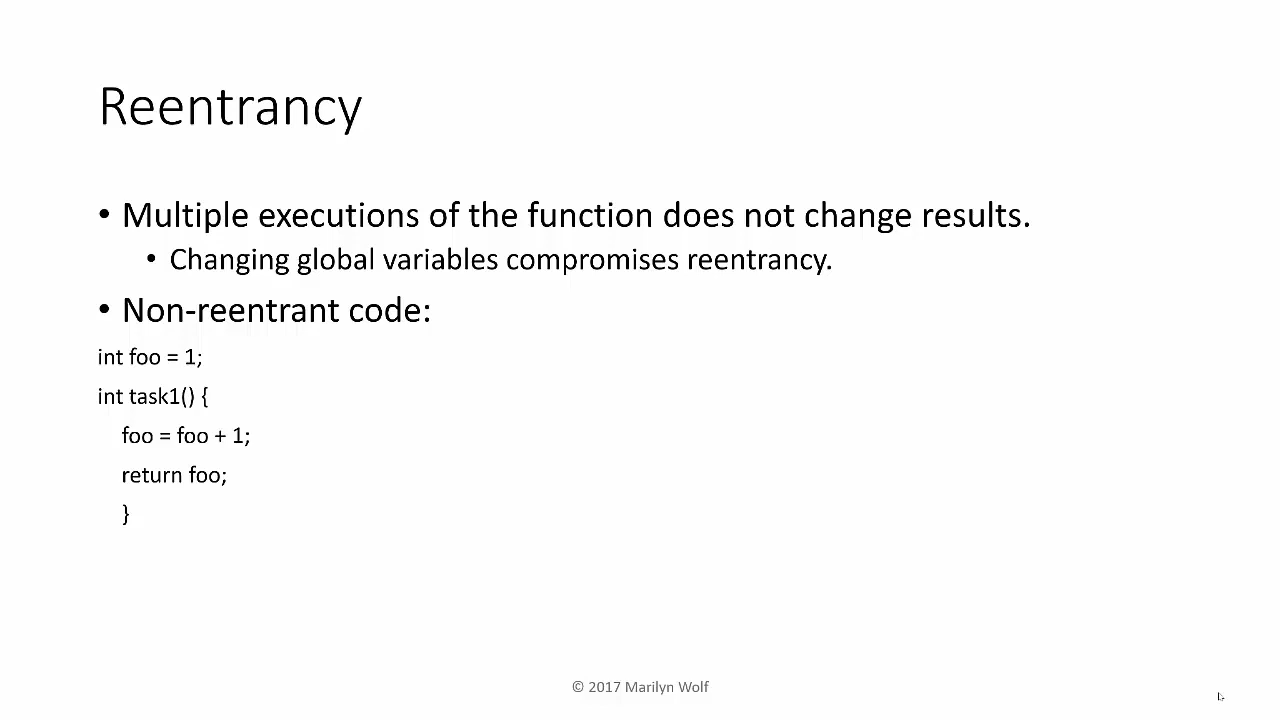 Reentrancy
• Multiple executions of the function does not change results.
• Changing global variables compromises reentrancy.
• Non-reentrant code:
int foo = 1;
int task1() {
foo = foo + 1;
return foo;
}
© 2017 Marilyn Wolf